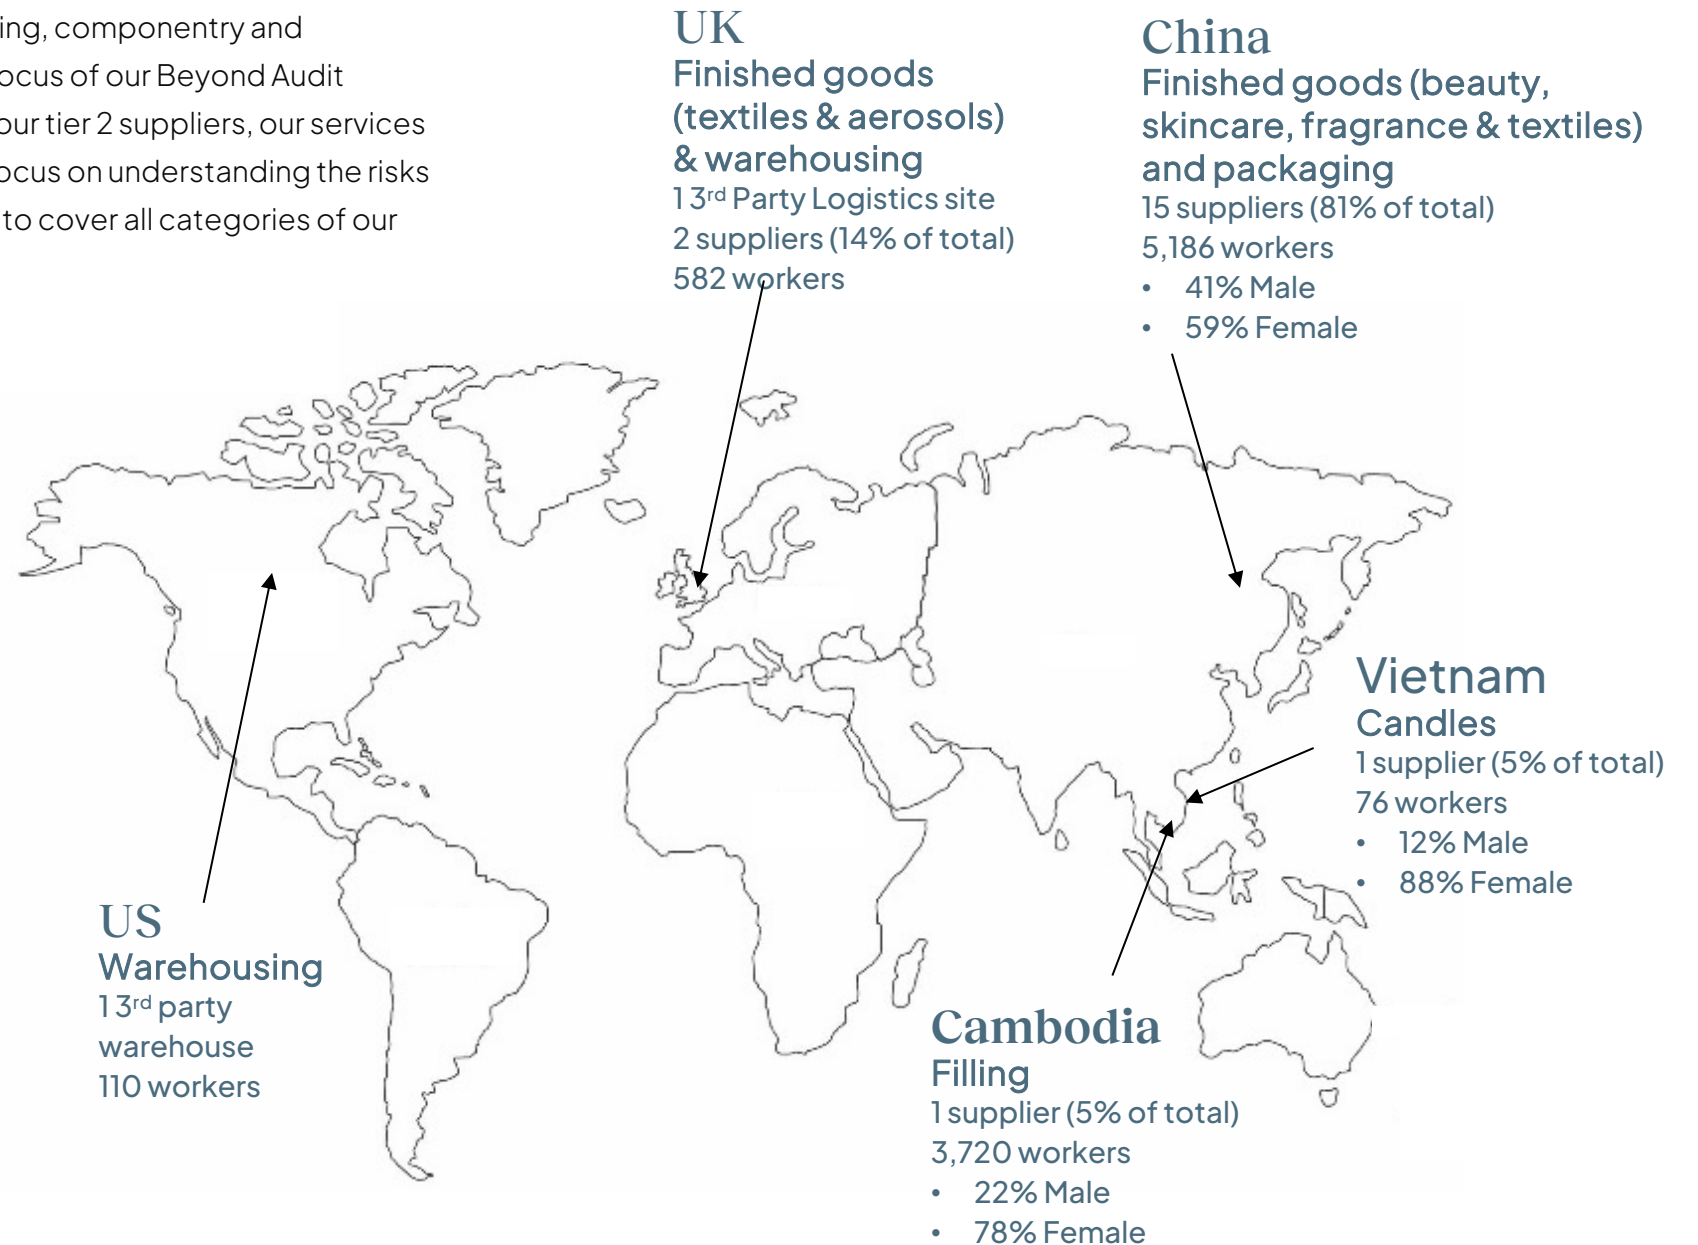 ing, componentry and
ocus of our Beyond Audit
our tier 2 suppliers, our services
ocus on understanding the risks
to cover all categories of our
UK
Finished goods
(textiles & aerosols)
& warehousing
1 3rd Party Logistics site
2 suppliers (14% of total)
582 workers
China
Finished goods (beauty,
skincare, fragrance & textiles)
and packaging
15 suppliers (81% of total)
5,186 workers
• 41% Male
• 59% Female
Vietnam
Candles
1 supplier (5% of total)
76 workers
• 12% Male
• 88% Female
US
Warehousing
1 3rd party
warehouse
110 workers
Cambodia
Filling
1 supplier (5% of total)
3,720 workers
• 22% Male
• 78% Female